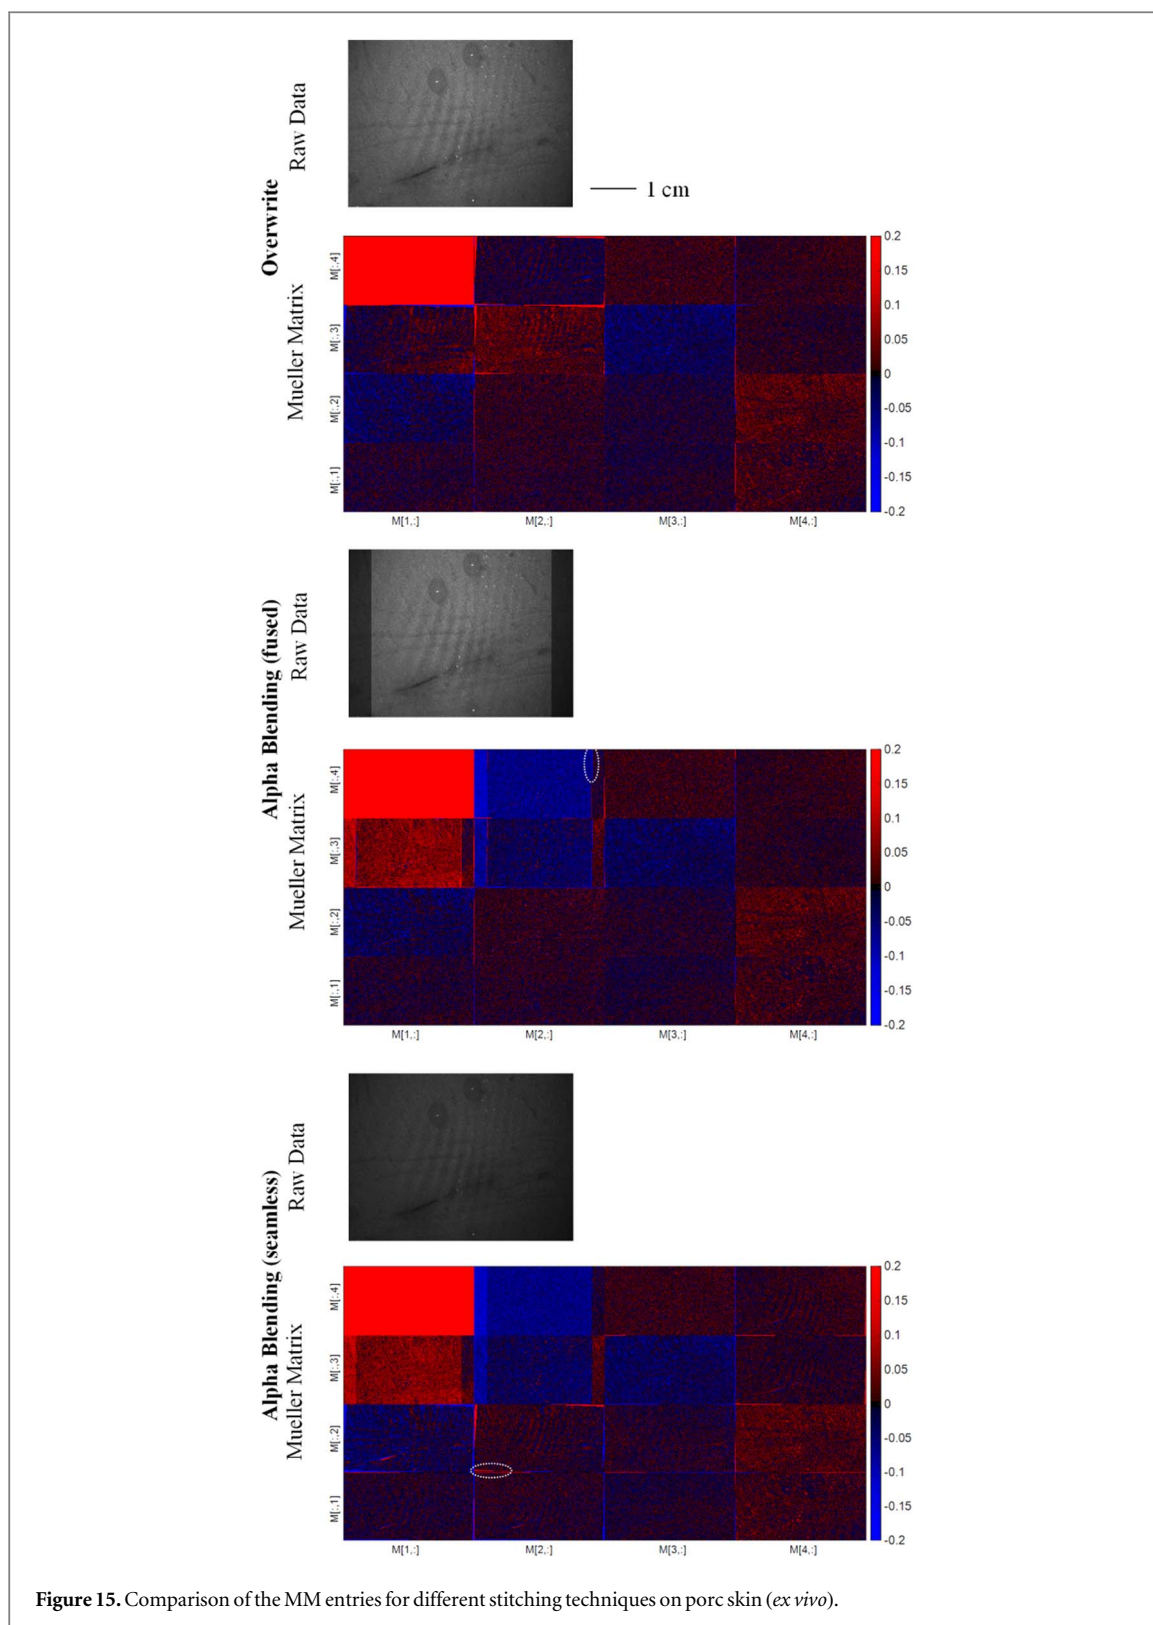 Overwrite
Raw Data
1 cm
Mueller Matrix
M[:,4]
M[:,3]
M[:,2]
M[:,1]
M[1,:]
M[2,:]
M[3,:]
M[4,:]
0.2
0.15
0.1
0.05
0
-0.05
-0.1
-0.15
-0.2
Alpha Blending (fused)
Raw Data
Mueller Matrix
M[:,4]
M[:,3]
M[:,2]
M[:,1]
M[1,:]
M[2,:]
M[3,:]
M[4,:]
0.2
0.15
0.1
0.05
0
-0.05
-0.1
-0.15
-0.2
Alpha Blending (seamless)
Raw Data
Mueller Matrix
M[:,4]
M[:,3]
M[:,2]
M[:,1]
M[1,:]
M[2,:]
M[3,:]
M[4,:]
0.2
0.15
0.1
0.05
0
-0.05
-0.1
-0.15
-0.2
Figure 15. Comparison of the MM entries for different stitching techniques on porc skin (ex vivo).